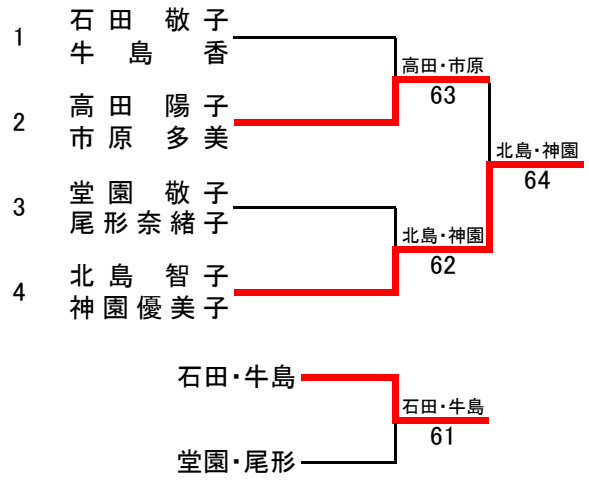 1
石田 敬子
牛島 香
2
高田 陽子
市原 多美
3
堂園 敬子
尾形奈緒子
4
北島 智子
神園優美子
高田・市原
63
北島・神園
62
北島・神園
64
石田・牛島
堂園・尾形
石田・牛島
61